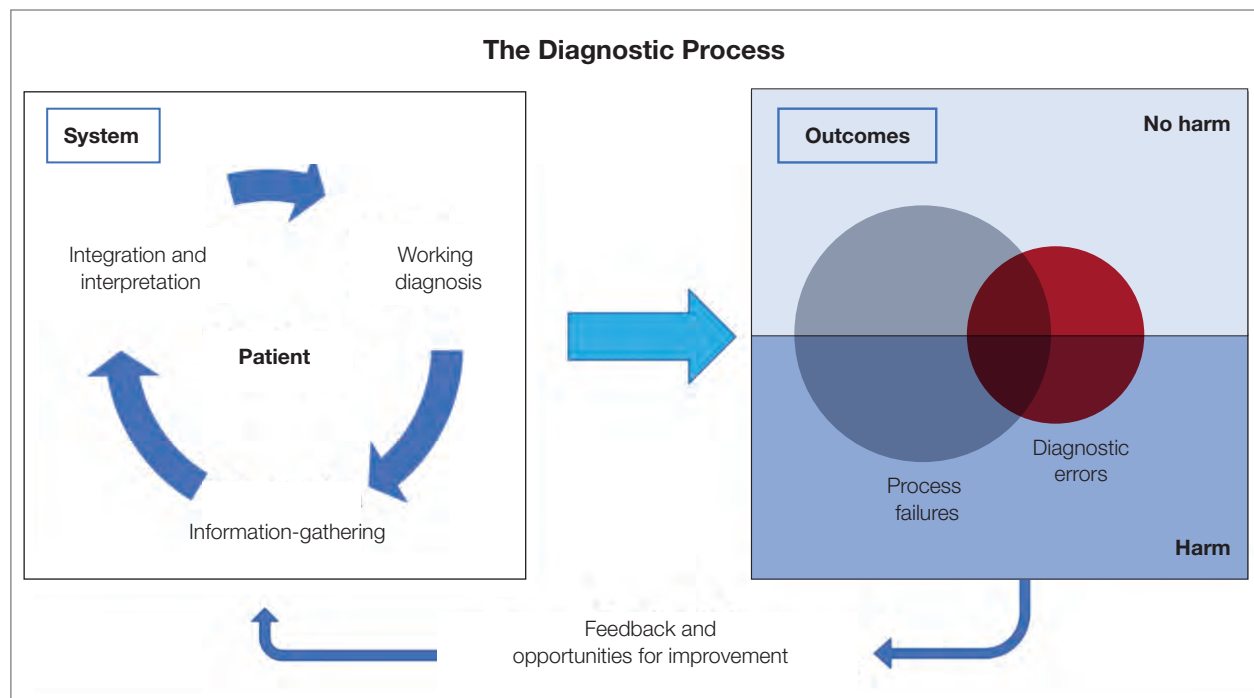 The Diagnostic Process
System
Integration and
interpretation
Working
diagnosis
Patient
Information-gathering
Outcomes
No harm
Process
failures
Diagnostic
errors
Harm
Feedback and
opportunities for improvement